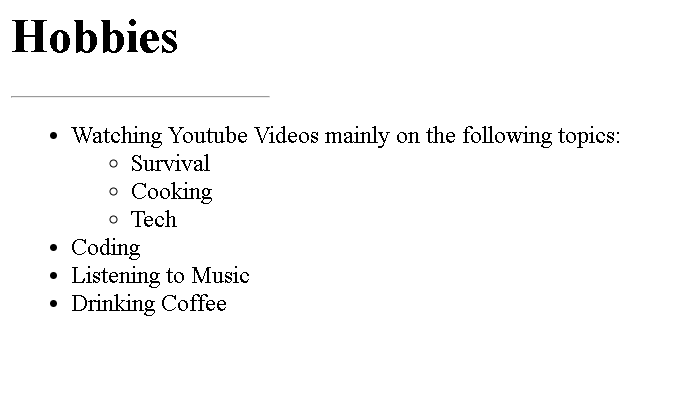 Hobbies
Watching Youtube Videos mainly on the following topics:
Survival
Cooking
Tech
Coding
Listening to Music
Drinking Coffee